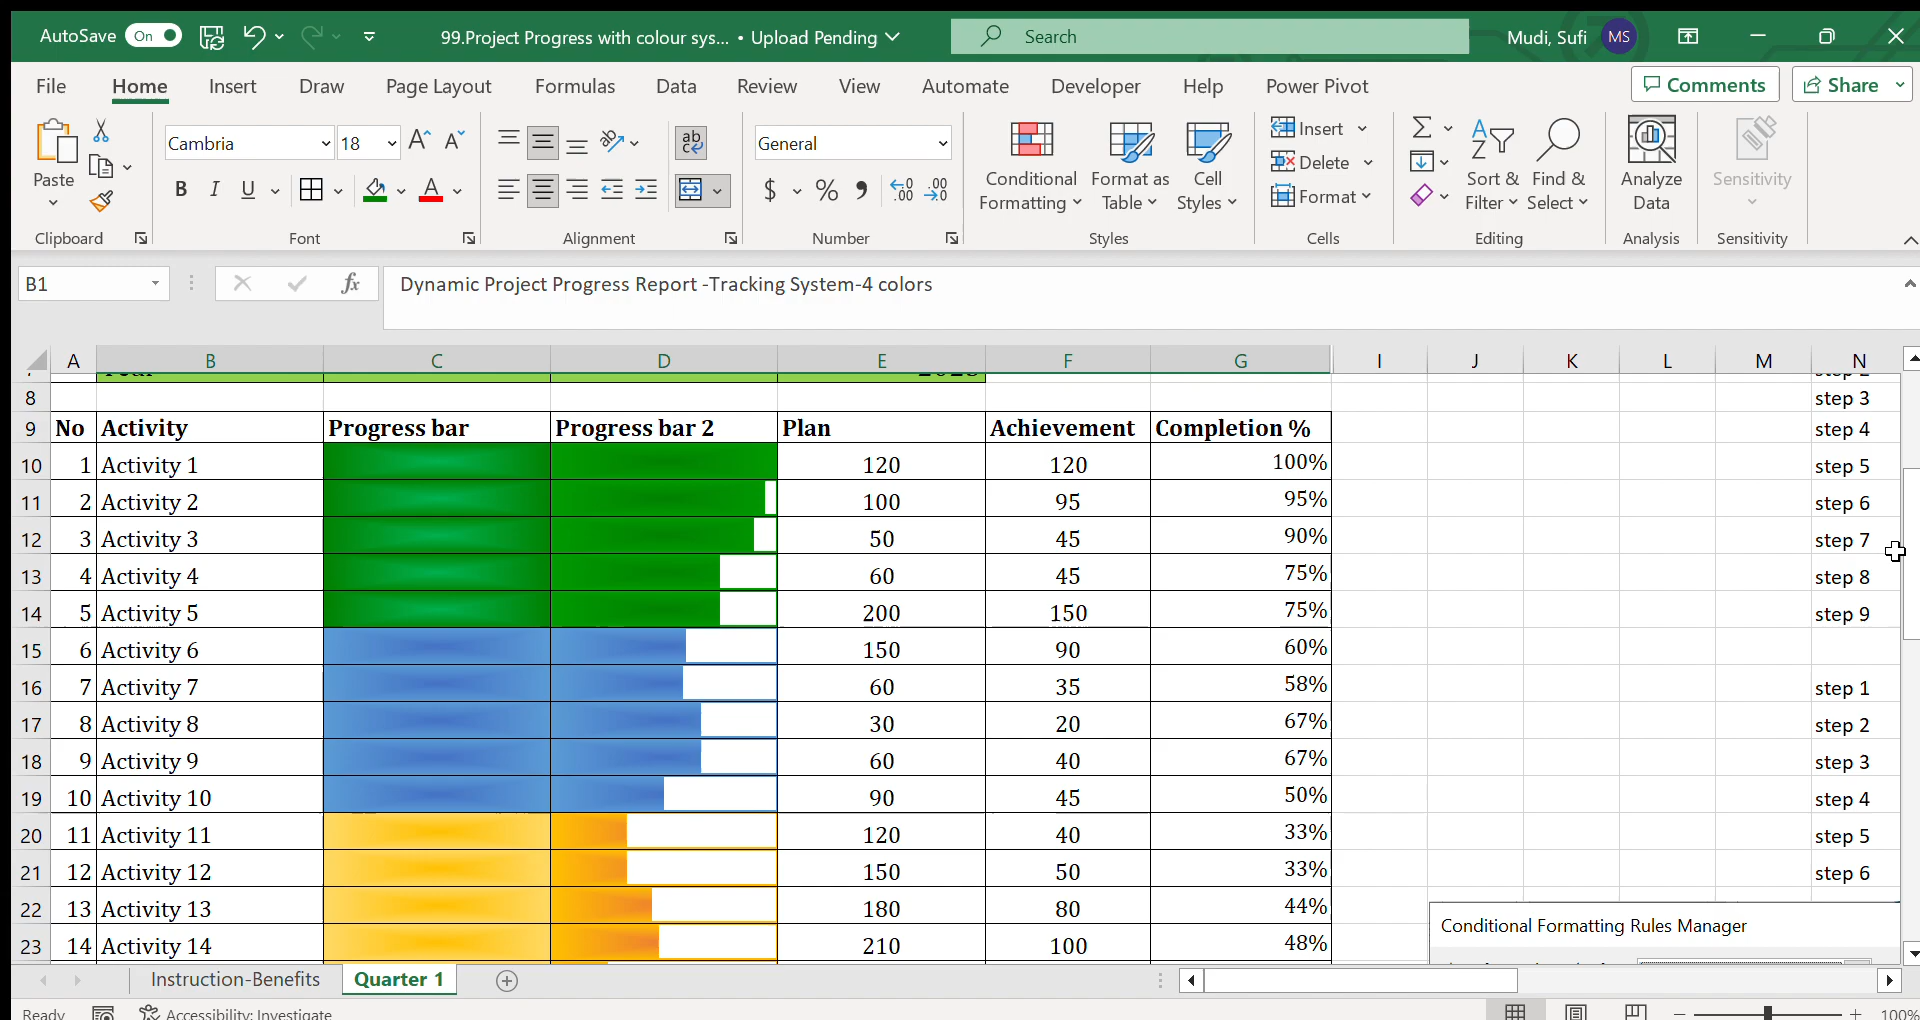 AutoSave On 99.Project Progress with colour sys... • Upload Pending Search Mudi, Sufi MS
File Home Insert Draw Page Layout Formulas Data Review View Automate Developer Help Power Pivot Comments Share
Paste
Clipboard
Cambria 18
B I U A
Font
ab
Alignment
General
$ % 9
Number
Conditional Formatting
Format as Table
Cell Styles
Styles
Insert
Delete
Format
Cells
Sort & Filter
Find & Select
Editing
Analyze Data
Analysis
Sensitivity
Sensitivity
B1 fx Dynamic Project Progress Report -Tracking System-4 colors
A B C D E F G I J K L M N
8 step 3
9 No Activity Progress bar Progress bar 2 Plan Achievement Completion % step 4
10 1 Activity 1 120 120 100% step 5
11 2 Activity 2 100 95 95% step 6
12 3 Activity 3 50 45 90% step 7
13 4 Activity 4 60 45 75% step 8
14 5 Activity 5 200 150 75% step 9
15 6 Activity 6 150 90 60%
16 7 Activity 7 60 35 58% step 1
17 8 Activity 8 30 20 67% step 2
18 9 Activity 9 60 40 67% step 3
19 10 Activity 10 90 45 50% step 4
20 11 Activity 11 120 40 33% step 5
21 12 Activity 12 150 50 33% step 6
22 13 Activity 13 180 80 44%
23 14 Activity 14 210 100 48%
Conditional Formatting Rules Manager
Instruction-Benefits Quarter 1
Ready Accessibility: Investigate 100%